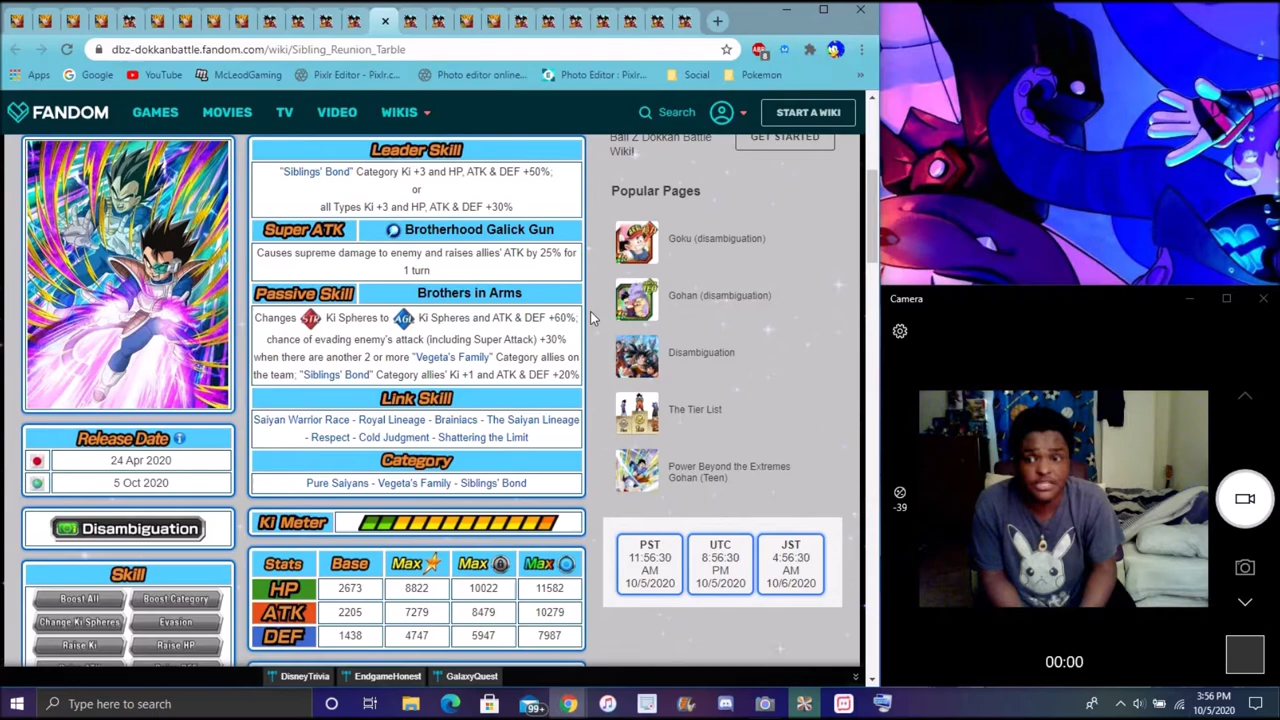 dbz-dokkanbattle.fandom.com/wiki/Sibling_Reunion_Tarble
ABP
8
Apps
Google
YouTube
McLeodGaming
Pixlr Editor - Pixlr.c...
Photo editor online...
Photo Editor : Pixlr...
Social
Pokemon
»
FANDOM
GAMES
MOVIES
TV
VIDEO
WIKIS
Search
START A WIKI
Leader Skill
"Siblings' Bond" Category Ki +3 and HP, ATK & DEF +50%;
or
all Types Ki +3 and HP, ATK & DEF +30%
Super ATK
Brotherhood Galick Gun
Causes supreme damage to enemy and raises allies' ATK by 25% for
1 turn
Passive Skill
Brothers in Arms
Changes STR Ki Spheres to AGL Ki Spheres and ATK & DEF +60%;
chance of evading enemy's attack (including Super Attack) +30%
when there are another 2 or more "Vegeta's Family" Category allies on
the team; "Siblings' Bond" Category allies' Ki +1 and ATK & DEF +20%
Link Skill
Saiyan Warrior Race - Royal Lineage - Brainiacs - The Saiyan Lineage
- Respect - Cold Judgment - Shattering the Limit
Category
Pure Saiyans - Vegeta's Family - Siblings' Bond
Ki Meter
Stats Base Max Max Max
HP 2673 8822 10022 11582
ATK 2205 7279 8479 10279
DEF 1438 4747 5947 7987
Release Date
24 Apr 2020
5 Oct 2020
Disambiguation
Skill
Boost All
Boost Category
Change Ki Spheres
Evasion
Raise Ki
Raise HP
Ball Z Dokkan Battle
Wiki!
GET STARTED
Popular Pages
Goku (disambiguation)
Gohan (disambiguation)
Disambiguation
The Tier List
Power Beyond the Extremes
Gohan (Teen)
PST
11:56:30
AM
10/5/2020
UTC
8:56:30
PM
10/5/2020
JST
4:56:30
AM
10/6/2020
DisneyTrivia
EndgameHonest
GalaxyQuest
Camera
-39
00:00
Type here to search
99+
3:56 PM
10/5/2020